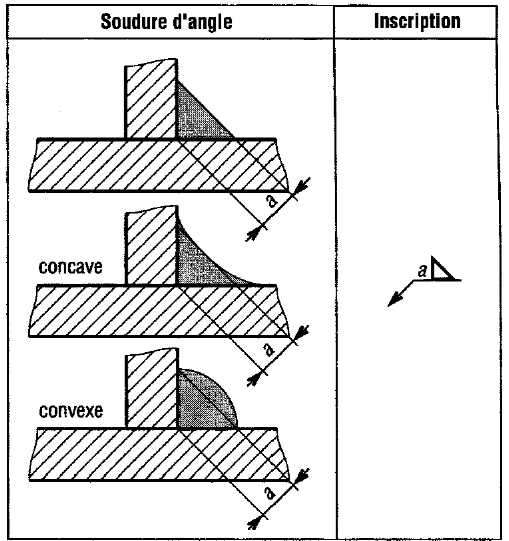 Soudure d'angle
Inscription
a
concave
a
a
convexe
a